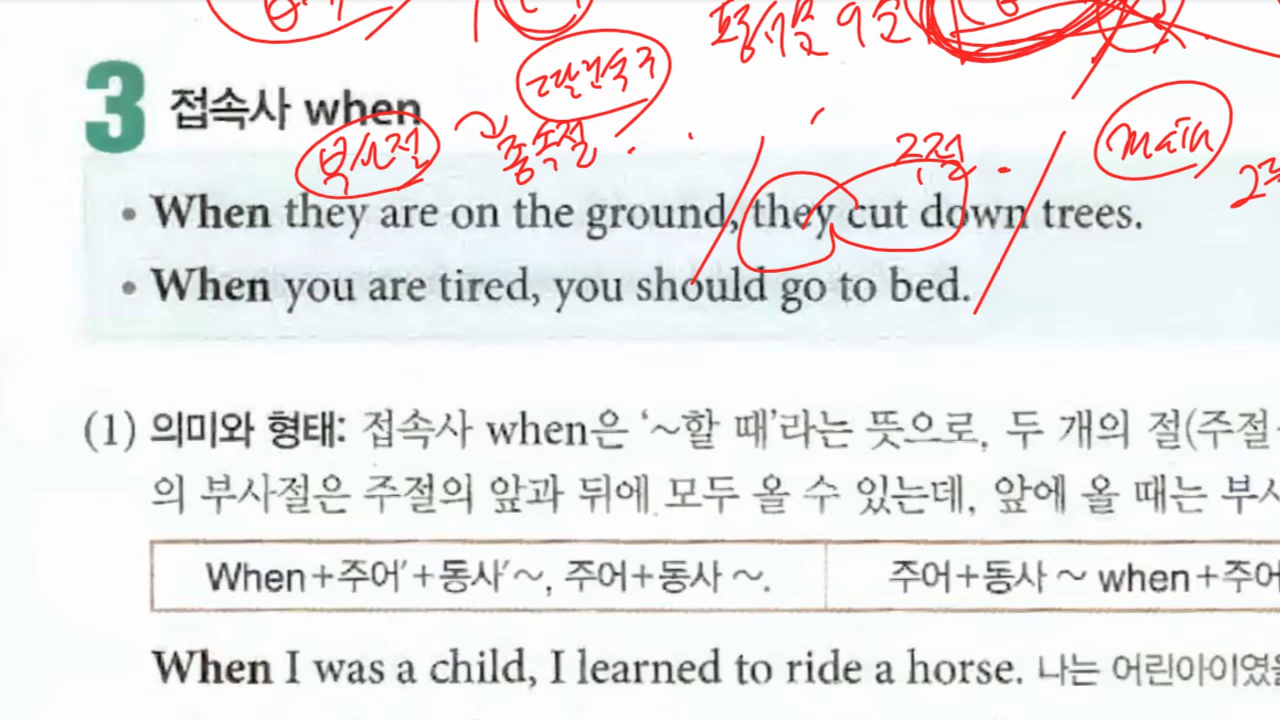 평서문 어순
3 접속사 when
부사절
종속절
주절
main
• When they are on the ground, they cut down trees.
• When you are tired, you should go to bed.
(1) 의미와 형태: 접속사 when은 ‘~할 때’라는 뜻으로, 두 개의 절(주절
의 부사절은 주절의 앞과 뒤에 모두 올 수 있는데, 앞에 올 때는 부사
When+주어′+동사′~, 주어+동사 ~. 주어+동사 ~ when+주어
When I was a child, I learned to ride a horse. 나는 어린아이였을